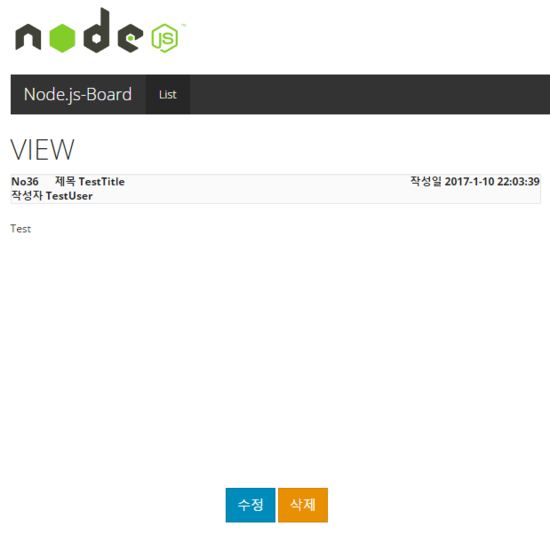 node JS ™
Node.js-Board List
VIEW
No36 제목 TestTitle 작성일 2017-1-10 22:03:39
작성자 TestUser
Test
수정 삭제